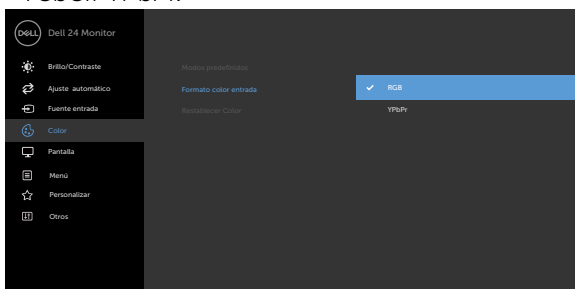 DELL Dell 24 Monitor
Brillo/Contraste
Modos predefinidos
Ajuste automático
Formato color entrada
RGB
Fuente entrada
Restablecer Color
YPbPr
Color
Pantalla
Menú
Personalizar
Otros